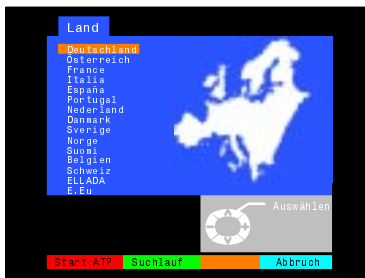 Land
Deutschland
Österreich
France
Italia
España
Portugal
Nederland
Danmark
Sverige
Norge
Suomi
Belgien
Schweiz
ELLADA
E.Eu
Auswählen
Start ATP Suchlauf Abbruch